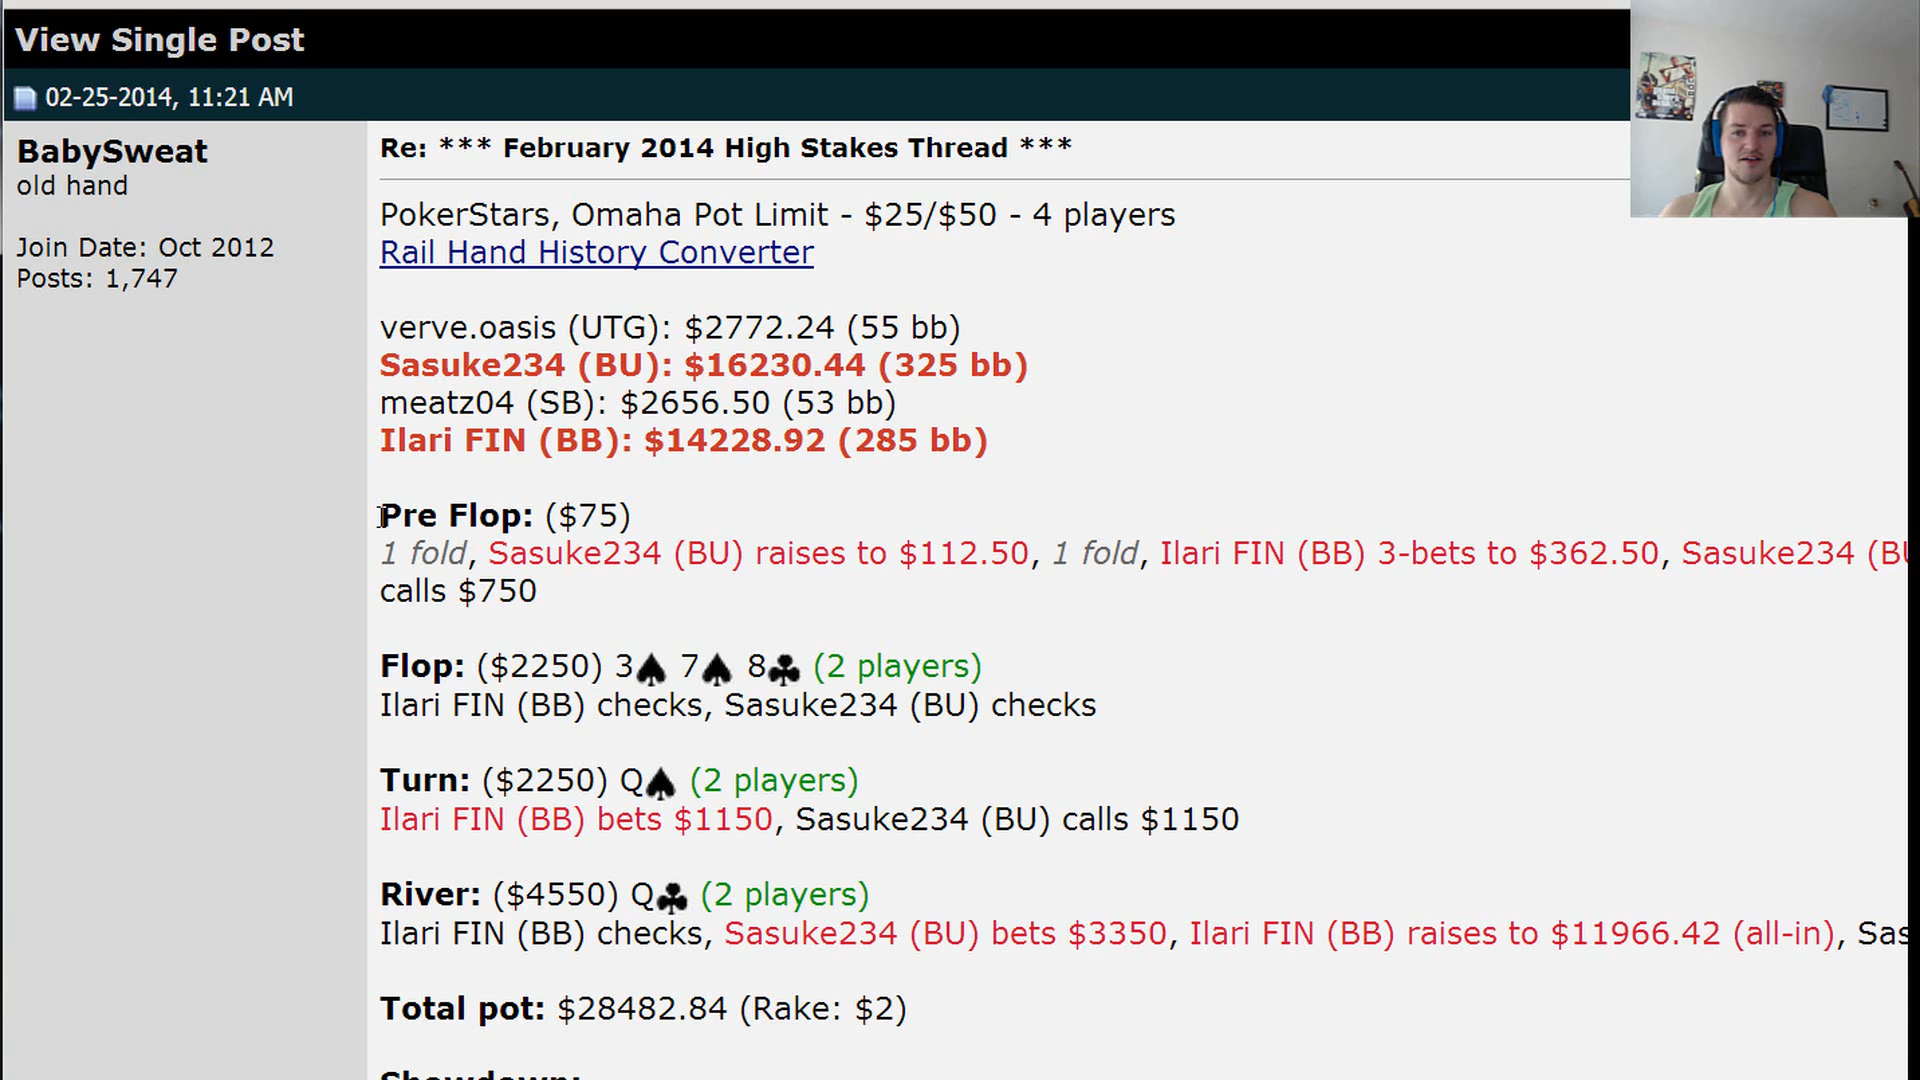 View Single Post
02-25-2014, 11:21 AM
BabySweat
old hand
Join Date: Oct 2012
Posts: 1,747
Re: *** February 2014 High Stakes Thread ***
PokerStars, Omaha Pot Limit - $25/$50 - 4 players
Rail Hand History Converter
verve.oasis (UTG): $2772.24 (55 bb)
Sasuke234 (BU): $16230.44 (325 bb)
meatz04 (SB): $2656.50 (53 bb)
Ilari FIN (BB): $14228.92 (285 bb)
Pre Flop: ($75)
1 fold, Sasuke234 (BU) raises to $112.50, 1 fold, Ilari FIN (BB) 3-bets to $362.50, Sasuke234 (BU
calls $750
Flop: ($2250) 3♠ 7♠ 8♣ (2 players)
Ilari FIN (BB) checks, Sasuke234 (BU) checks
Turn: ($2250) Q♠ (2 players)
Ilari FIN (BB) bets $1150, Sasuke234 (BU) calls $1150
River: ($4550) Q♣ (2 players)
Ilari FIN (BB) checks, Sasuke234 (BU) bets $3350, Ilari FIN (BB) raises to $11966.42 (all-in), Sas
Total pot: $28482.84 (Rake: $2)
Showdown: